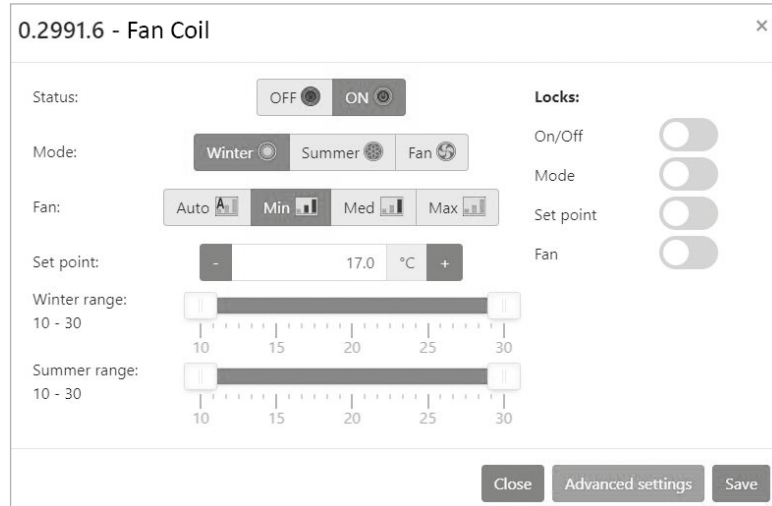 0.2991.6 - Fan Coil
×
Status:
OFF ON
Mode:
Winter Summer Fan
Fan:
Auto A Min Med Max
Set point:
- 17.0 °C +
Winter range:
10 - 30
10 15 20 25 30
Summer range:
10 - 30
10 15 20 25 30
Locks:
On/Off
Mode
Set point
Fan
Close Advanced settings Save